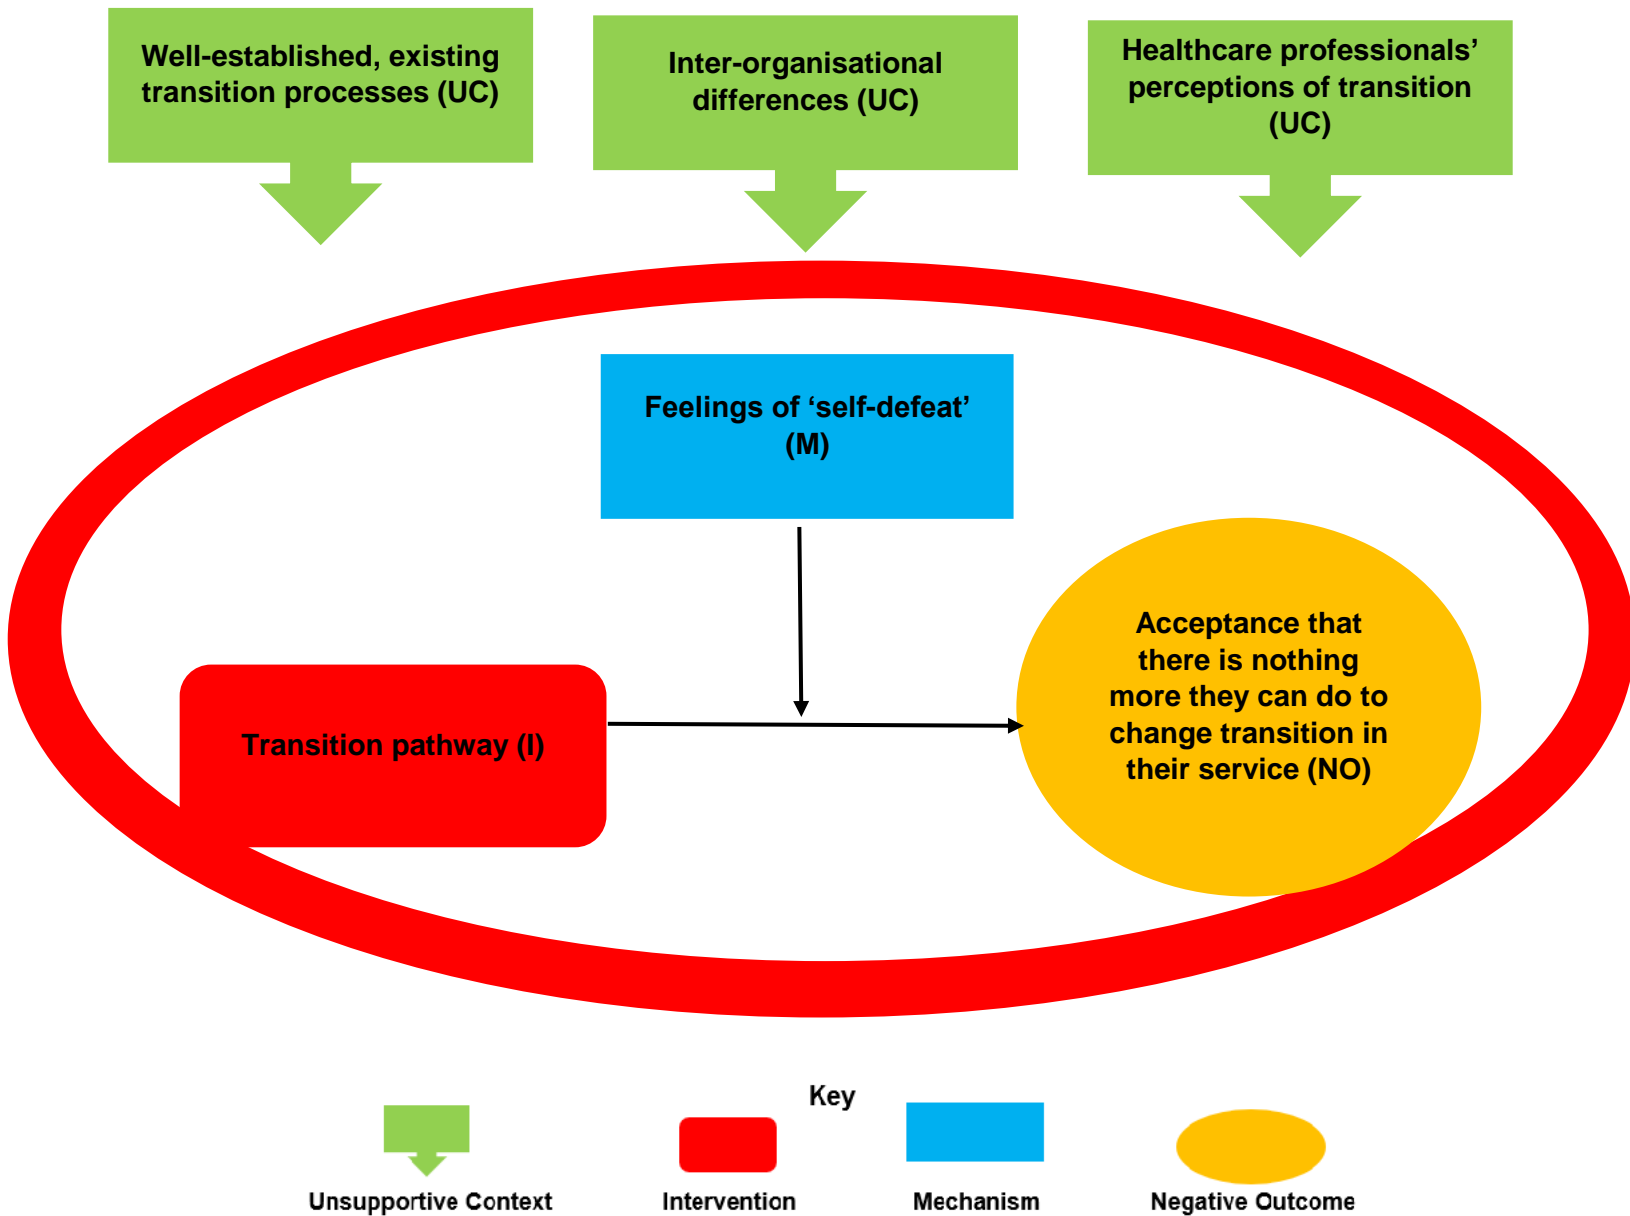 Well-established, existing
transition processes (UC)
Inter-organisational
differences (UC)
Healthcare professionals’
perceptions of transition
(UC)
Feelings of ‘self-defeat’
(M)
Transition pathway (I)
Acceptance that
there is nothing
more they can do to
change transition in
their service (NO)
Key
Unsupportive Context
Intervention
Mechanism
Negative Outcome